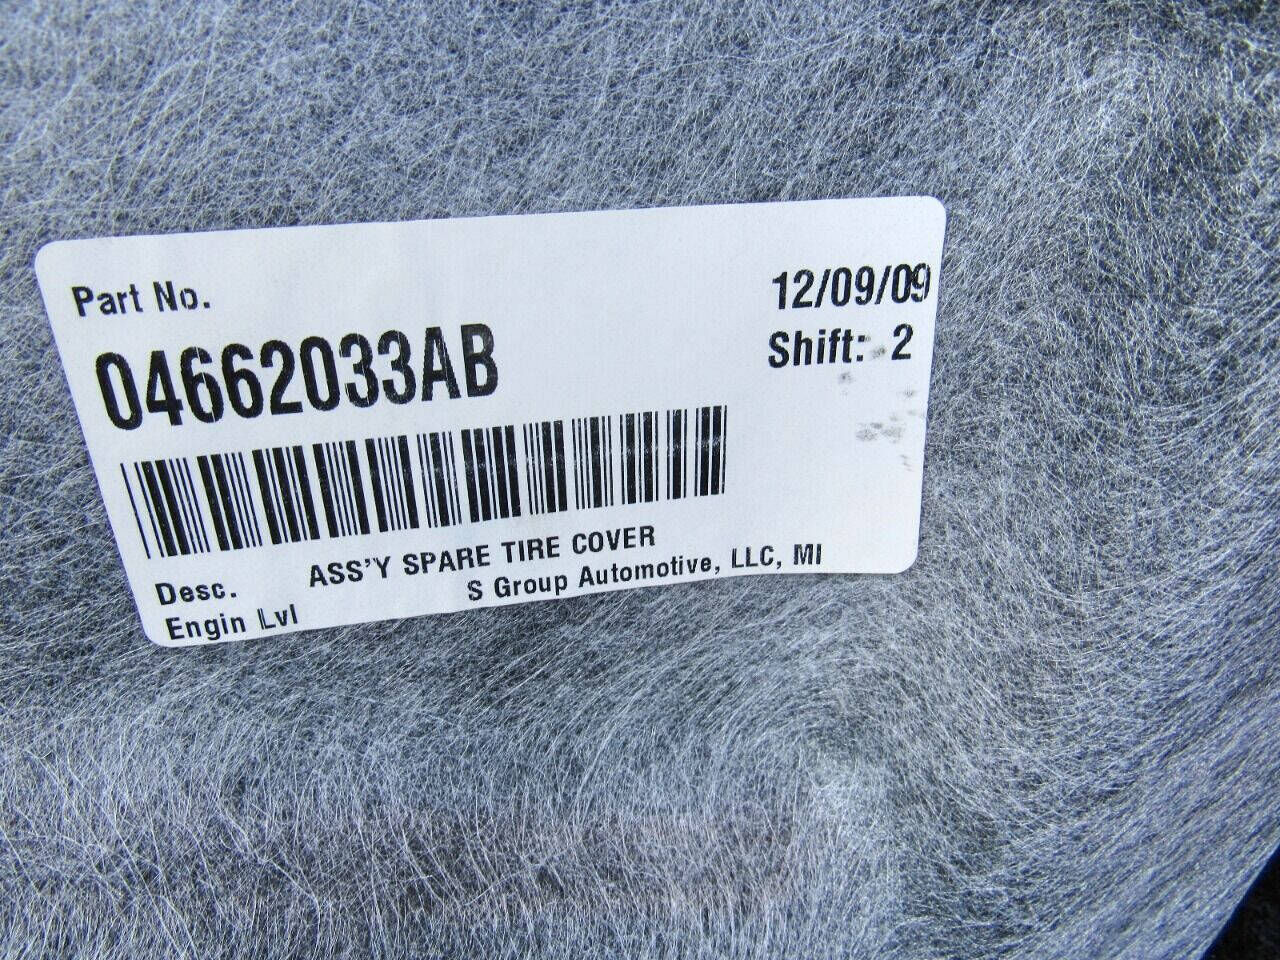 Part No.
12/09/09
04662033AB
Shift: 2
Desc. ASS'Y SPARE TIRE COVER
Engin Lvl S Group Automotive, LLC, MI